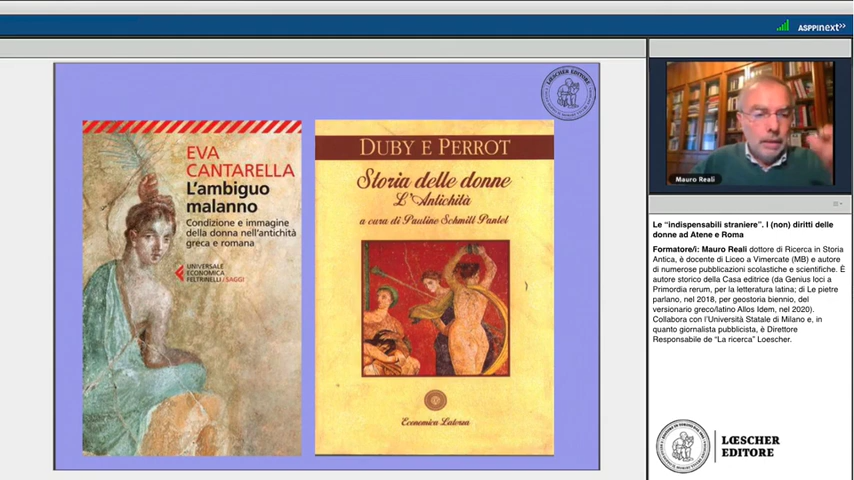 ASPPInext>>
LŒSCHER EDITORE
EVA
CANTARELLA
L'ambiguo
malanno
Condizione e immagine
della donna nell'antichità
greca e romana
UNIVERSALE
ECONOMICA
FELTRINELLI / SAGGI
DUBY E PERROT
Storia delle donne
L'Antichità
a cura di Pauline Schmitt Pantel
Economica Laterza
Mauro Reali
Le "indispensabili straniere". I (non) diritti delle
donne ad Atene e Roma
Formatore/i: Mauro Reali dottore di Ricerca in Storia
Antica, è docente di Liceo a Vimercate (MB) e autore
di numerose pubblicazioni scolastiche e scientifiche. È
autore storico della Casa editrice (da Genius loci a
Primordia rerum, per la letteratura latina; di Le pietre
parlano, nel 2018, per geostoria biennio, del
versionario greco/latino Allos Idem, nel 2020).
Collabora con l'Università Statale di Milano e, in
quanto giornalista pubblicista, è Direttore
Responsabile de "La ricerca" Loescher.
LŒSCHER
EDITORE